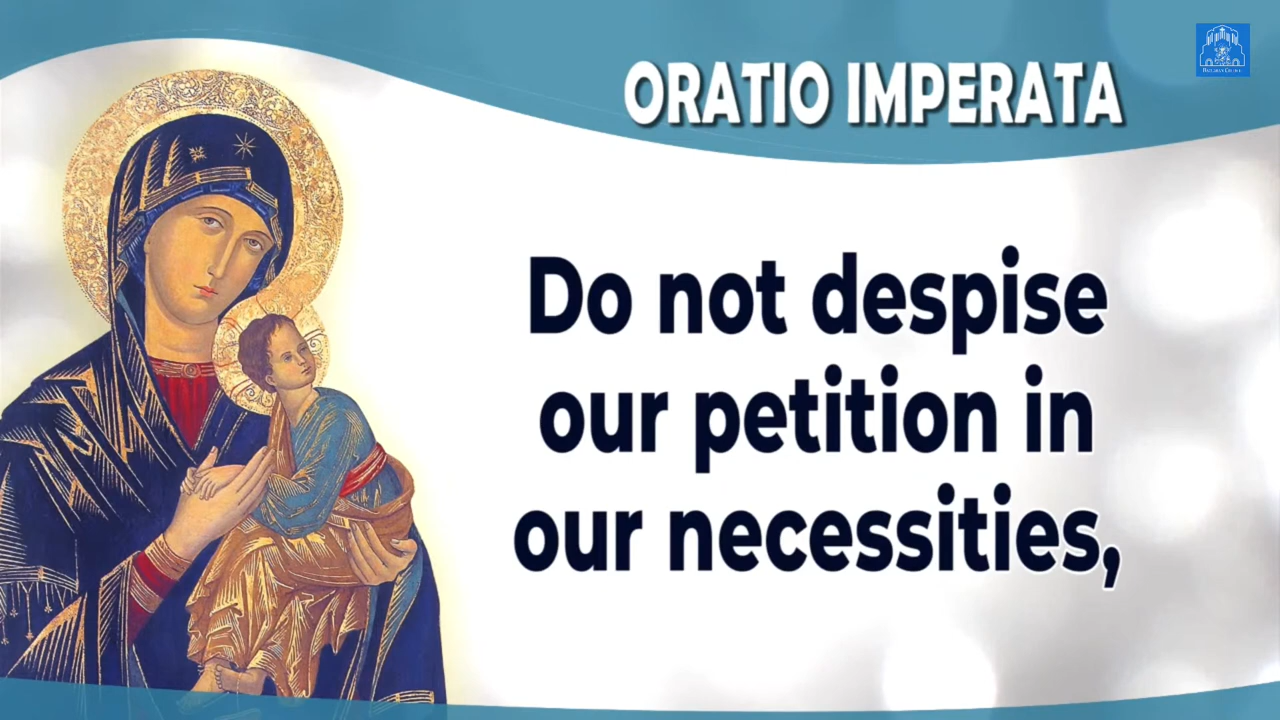 ORATIO IMPERATA
Do not despise
our petition in
our necessities,